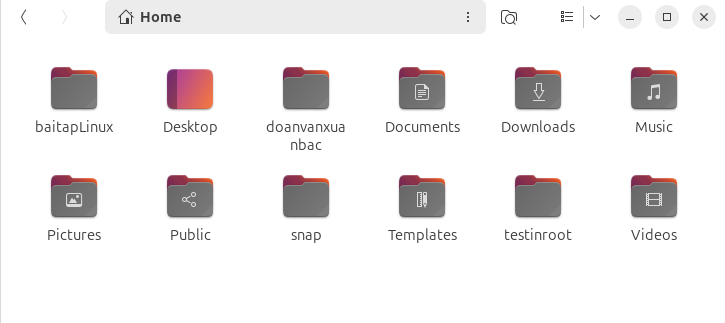 Home
baitapLinux
Desktop
doanvanxua
nbac
Documents
Downloads
Music
Pictures
Public
snap
Templates
testinroot
Videos